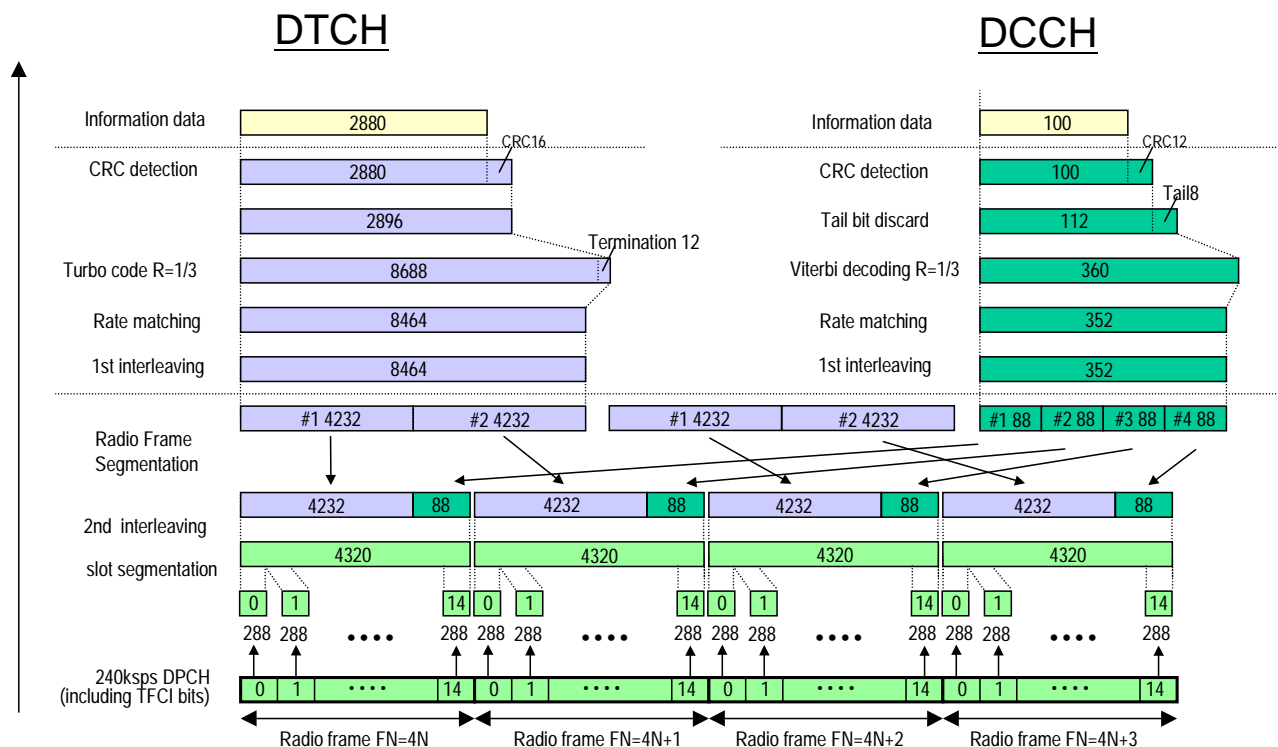 DTCH DCCH
Information data 2880 Information data 100
CRC16 CRC12
CRC detection 2880 CRC detection 100
Tail8
2896 Tail bit discard 112
Termination 12
Turbo code R=1/3 8688 Viterbi decoding R=1/3 360
Rate matching 8464 Rate matching 352
1st interleaving 8464 1st interleaving 352
#1 4232 #2 4232 #1 4232 #2 4232 #1 88 #2 88 #3 88 #4 88
Radio Frame
Segmentation
4232 88 4232 88 4232 88 4232 88
2nd interleaving
4320 4320 4320 4320
slot segmentation
0 1 14 0 1 14 0 1 14 0 1 14
288 288 •••• 288 288 288 •••• 288 288 288 •••• 288 288 288 •••• 288
240ksps DPCH
(including TFCI bits)
0 1 •••• 14 0 1 •••• 14 0 1 •••• 14 0 1 •••• 14
Radio frame FN=4N Radio frame FN=4N+1 Radio frame FN=4N+2 Radio frame FN=4N+3